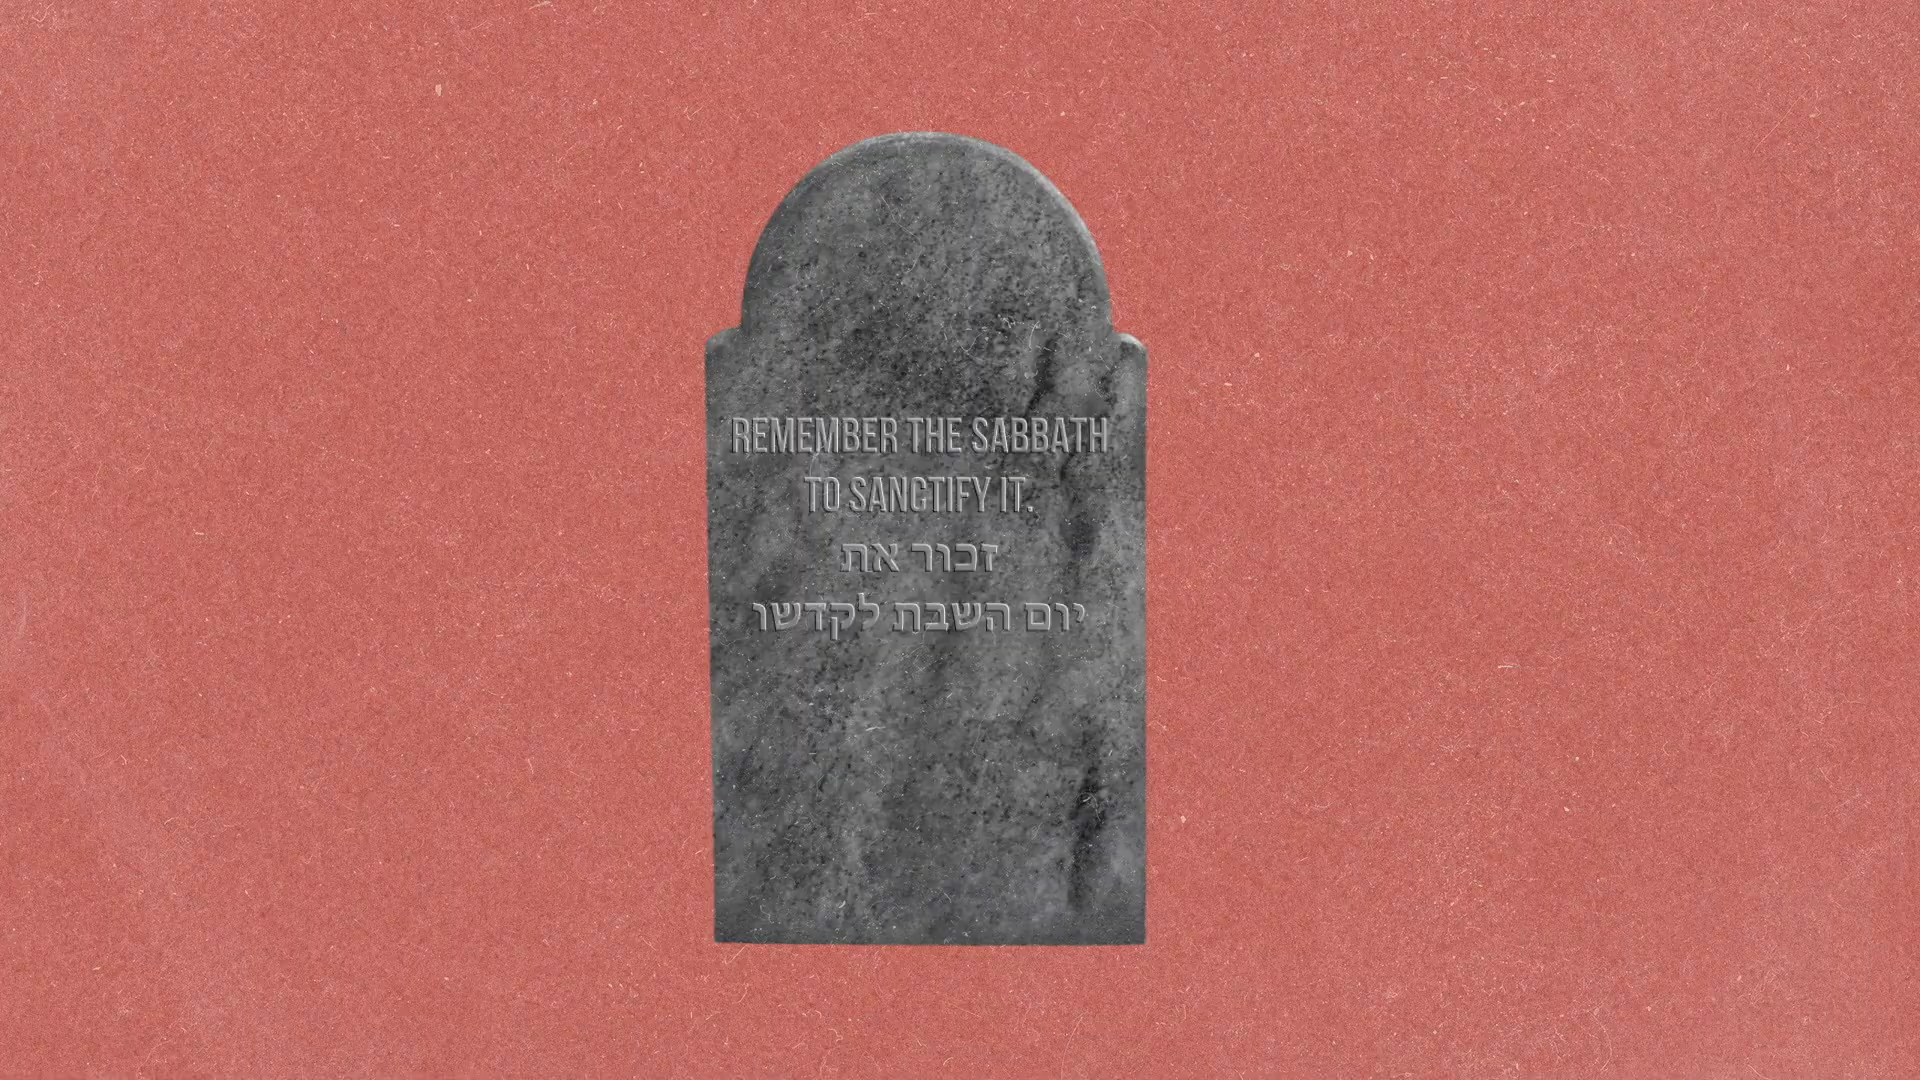 REMEMBER THE SABBATH
TO SANCTIFY IT.
זכור את
יום השבת לקדשו